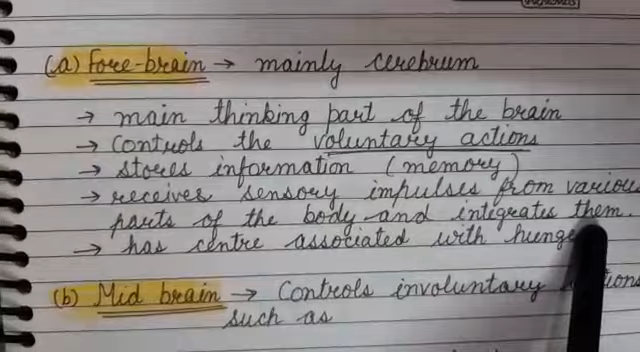 (a) Fore-brain → mainly cerebrum
→ main thinking part of the brain
→ controls the voluntary actions
→ stores information (memory)
→ receives sensory impulses from various
parts of the body and integrates them.
→ has centre associated with
(b) Mid brain → Controls involuntary
such as